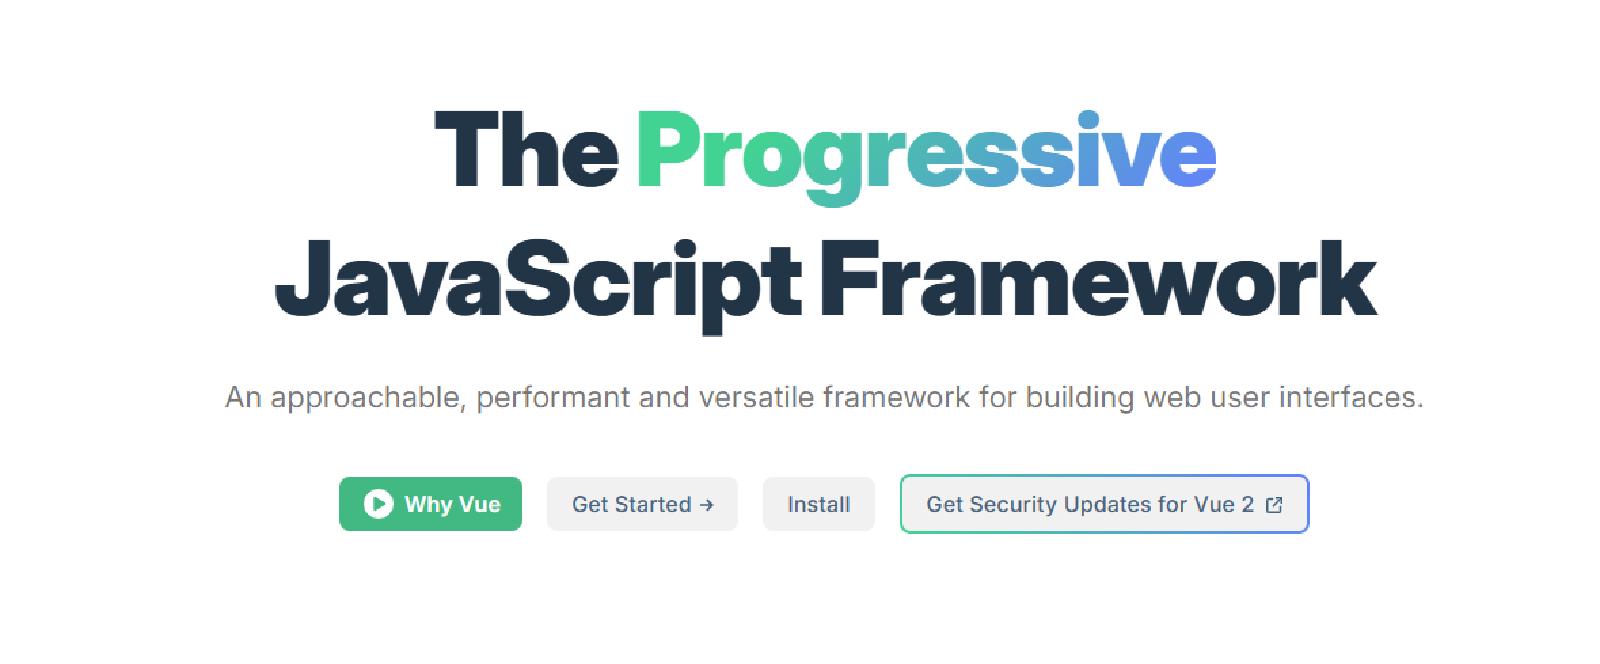 The Progressive
JavaScript Framework
An approachable, performant and versatile framework for building web user interfaces.
Why Vue
Get Started →
Install
Get Security Updates for Vue 2